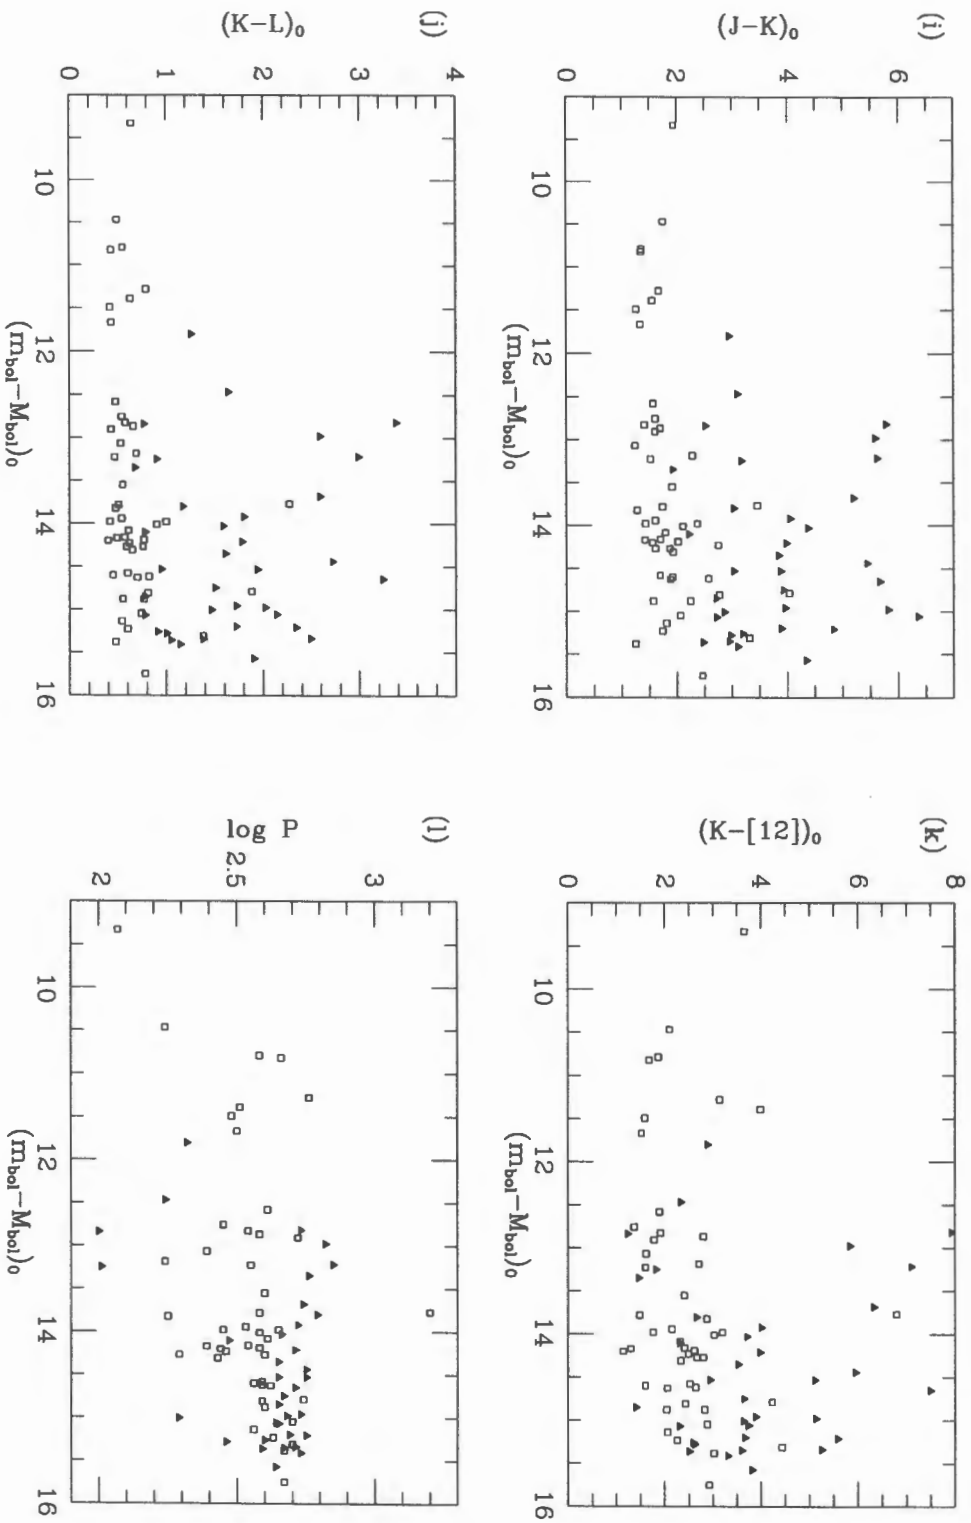 (i)
(J−K)₀
0 2 4 6
10 12 14 16
(m_bol−M_bol)₀
(j)
(K−L)₀
0 1 2 3 4
10 12 14 16
(m_bol−M_bol)₀
(k)
(K−[12])₀
0 2 4 6 8
10 12 14 16
(m_bol−M_bol)₀
(l)
log P
2 2.5 3
10 12 14 16
(m_bol−M_bol)₀